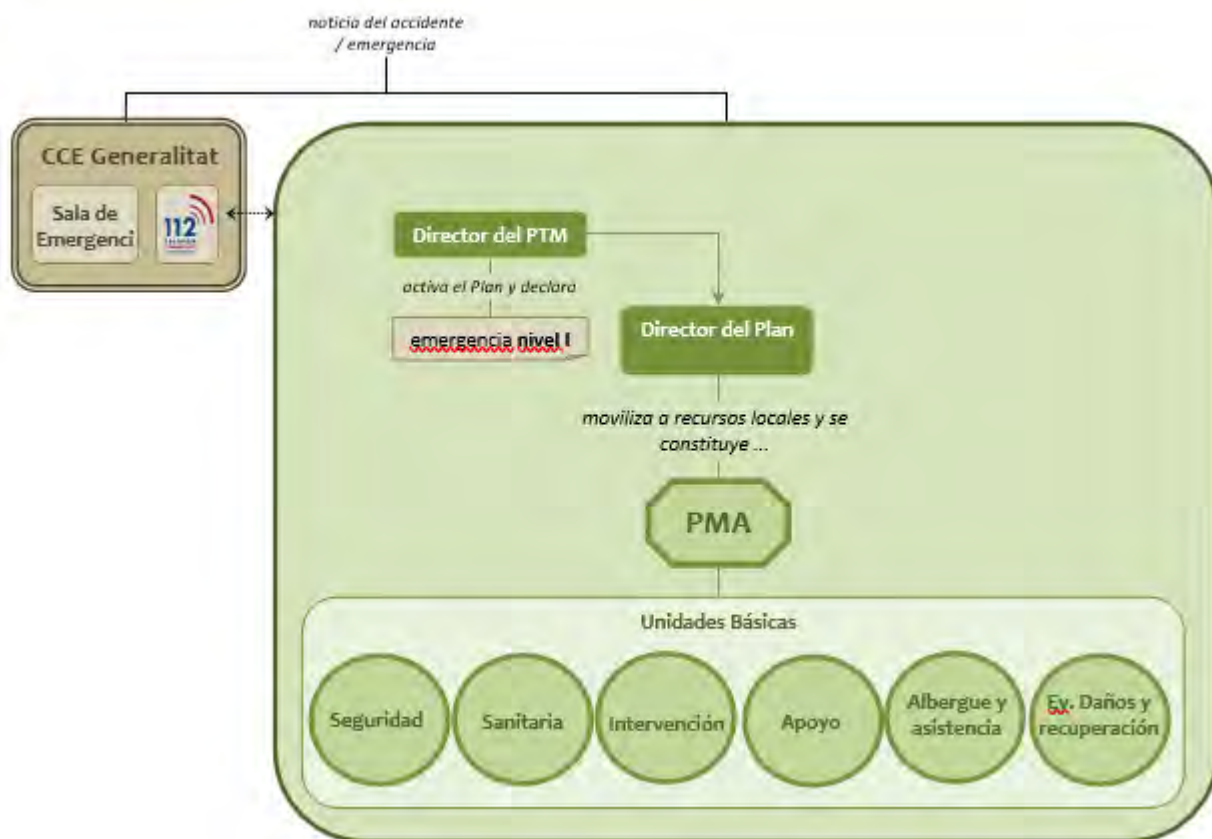 noticia del accidente
/ emergencia
CCE Generalitat
Sala de
Emergenci
112
Director del PTM
activa el Plan y declara
emergencia nivel I
Director del Plan
moviliza a recursos locales y se
constituye ...
PMA
Unidades Básicas
Seguridad
Sanitaria
Intervención
Apoyo
Albergue y
asistencia
Ev. Daños y
recuperación